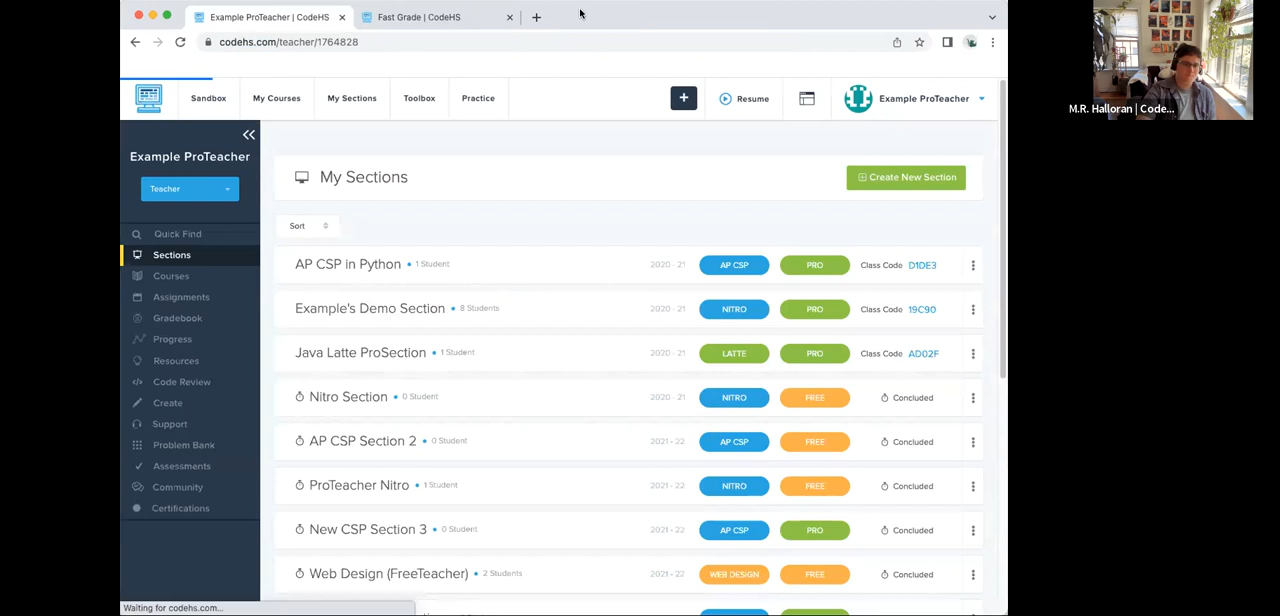 Example ProTeacher | CodeHS
Fast Grade | CodeHS
codehs.com/teacher/1764828
Sandbox
My Courses
My Sections
Toolbox
Practice
Resume
Example ProTeacher
M.R. Halloran | Code...
Example ProTeacher
Teacher
Quick Find
Sections
Courses
Assignments
Gradebook
Progress
Resources
Code Review
Create
Support
Problem Bank
Assessments
Community
Certifications
My Sections
Create New Section
Sort
AP CSP in Python • 1 Student 2020 - 21 AP CSP PRO Class Code D1DE3
Example's Demo Section • 8 Students 2020 - 21 NITRO PRO Class Code 19C90
Java Latte ProSection • 1 Student 2020 - 21 LATTE PRO Class Code AD02F
Nitro Section • 0 Student 2020 - 21 NITRO FREE Concluded
AP CSP Section 2 • 0 Student 2021 - 22 AP CSP FREE Concluded
ProTeacher Nitro • 1 Student 2021 - 22 NITRO FREE Concluded
New CSP Section 3 • 0 Student 2021 - 22 AP CSP PRO Concluded
Web Design (FreeTeacher) • 2 Students 2021 - 22 WEB DESIGN FREE Concluded
Waiting for codehs.com...